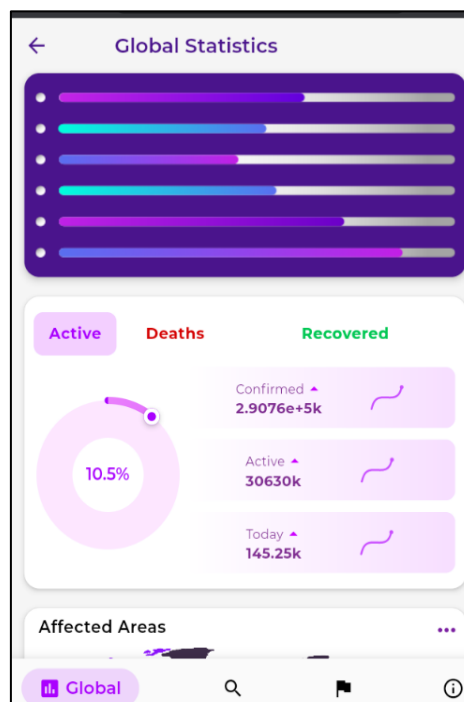 Global Statistics
Active Deaths Recovered
Confirmed
2.9076e+5k
10.5%
Active
30630k
Today
145.25k
Affected Areas
Global